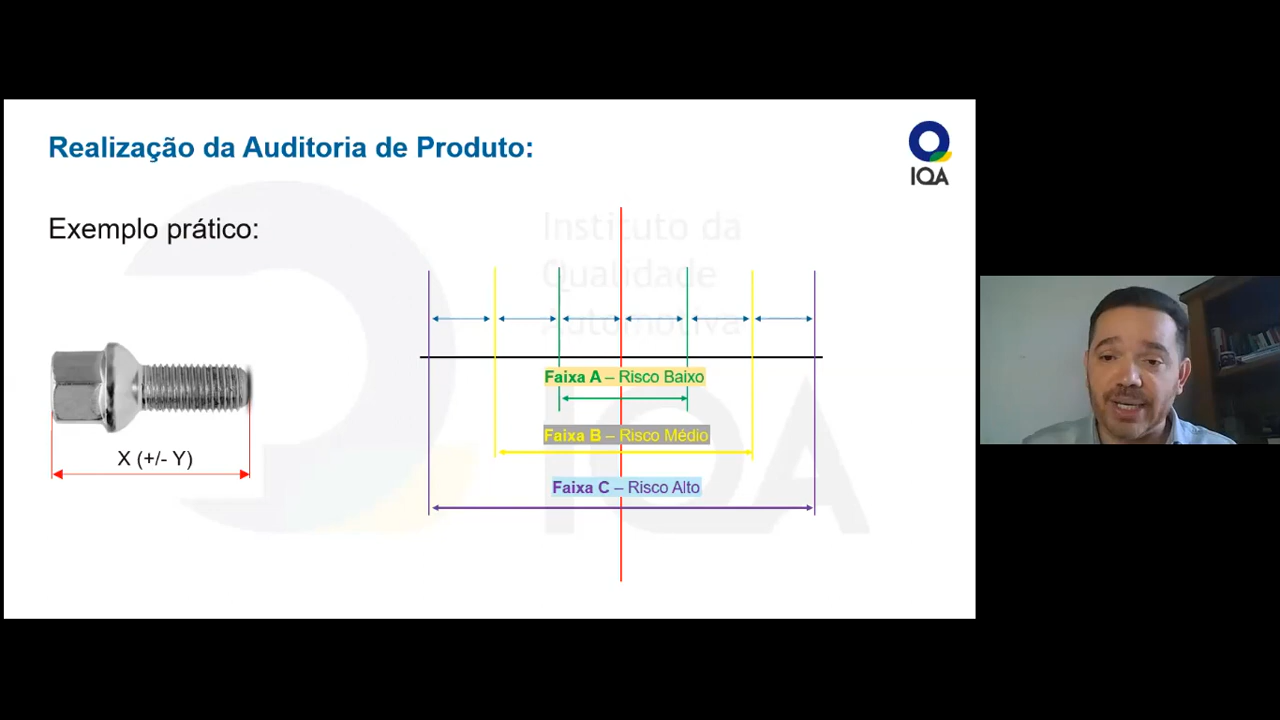 Realização da Auditoria de Produto:
IQA
Exemplo prático:
Instituto da
Qualidade
Automotiva
Faixa A – Risco Baixo
Faixa B – Risco Médio
X (+/- Y)
Faixa C – Risco Alto
IQA